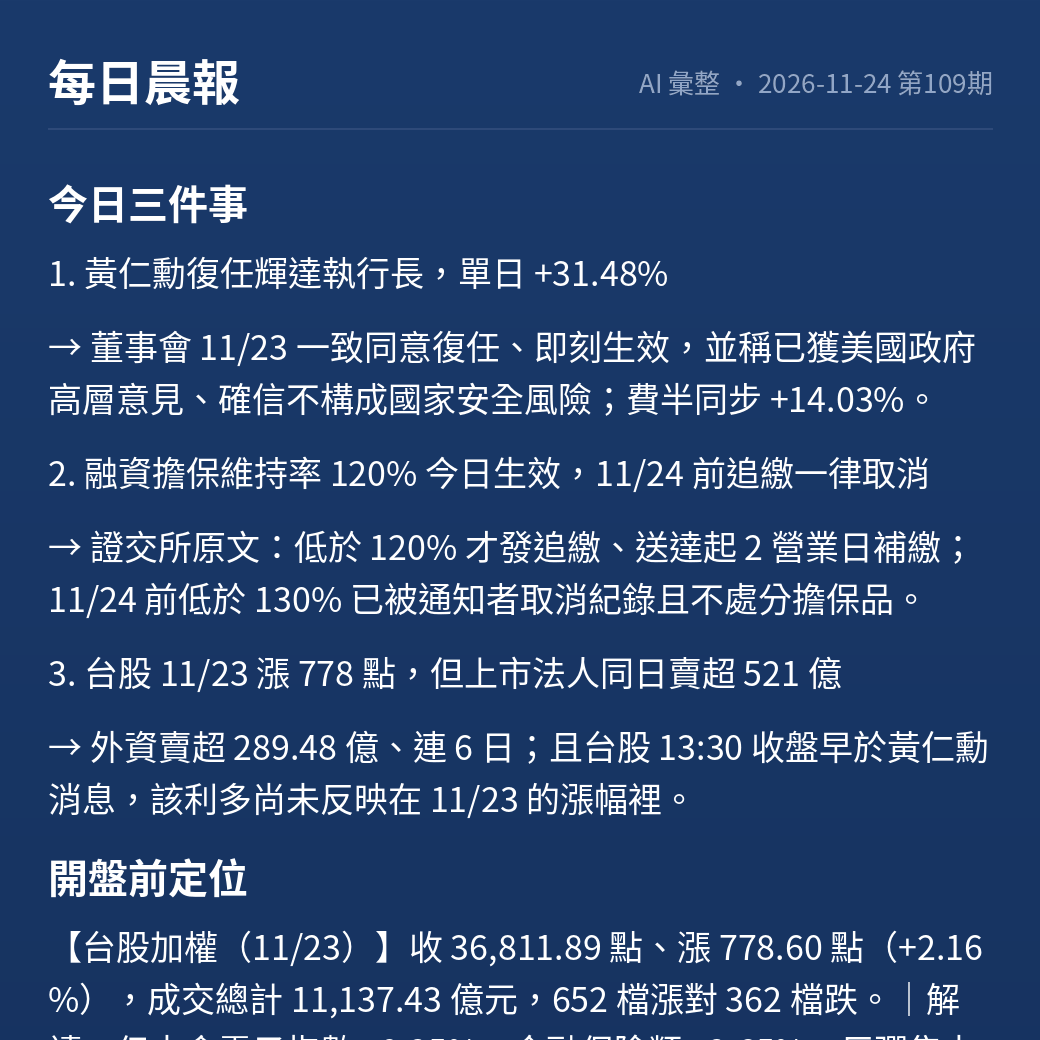 每日晨報
AI 彙整 · 2026-11-24 第109期
今日三件事
1. 黃仁勳復任輝達執行長，單日 +31.48%
→ 董事會 11/23 一致同意復任、即刻生效，並稱已獲美國政府
高層意見、確信不構成國家安全風險；費半同步 +14.03%。
2. 融資擔保維持率 120% 今日生效，11/24 前追繳一律取消
→ 證交所原文：低於 120% 才發追繳、送達起 2 營業日補繳；
11/24 前低於 130% 已被通知者取消紀錄且不處分擔保品。
3. 台股 11/23 漲 778 點，但上市法人同日賣超 521 億
→ 外資賣超 289.48 億、連 6 日；且台股 13:30 收盤早於黃仁勳
消息，該利多尚未反映在 11/23 的漲幅裡。
開盤前定位
【台股加權（11/23）】收 36,811.89 點、漲 778.60 點（+2.16
%），成交總計 11,137.43 億元，652 檔漲對 362 檔跌。｜解